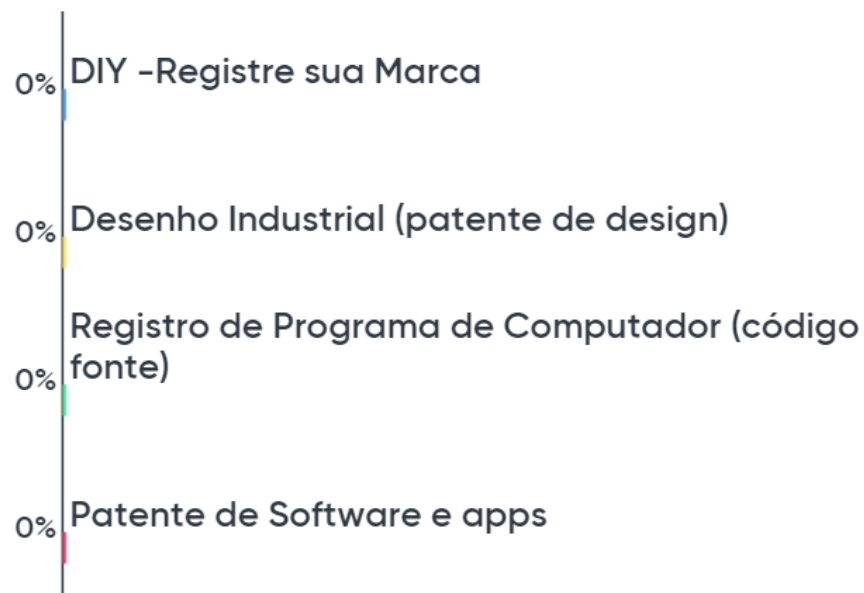 DIY -Registre sua Marca
0%
Desenho Industrial (patente de design)
0%
Registro de Programa de Computador (código
fonte)
0%
Patente de Software e apps
0%